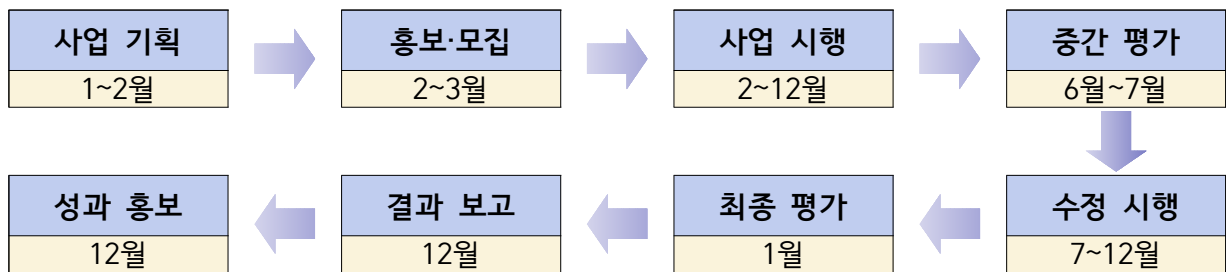 사업 기획
1~2월
홍보·모집
2~3월
사업 시행
2~12월
중간 평가
6월~7월
수정 시행
7~12월
최종 평가
1월
결과 보고
12월
성과 홍보
12월